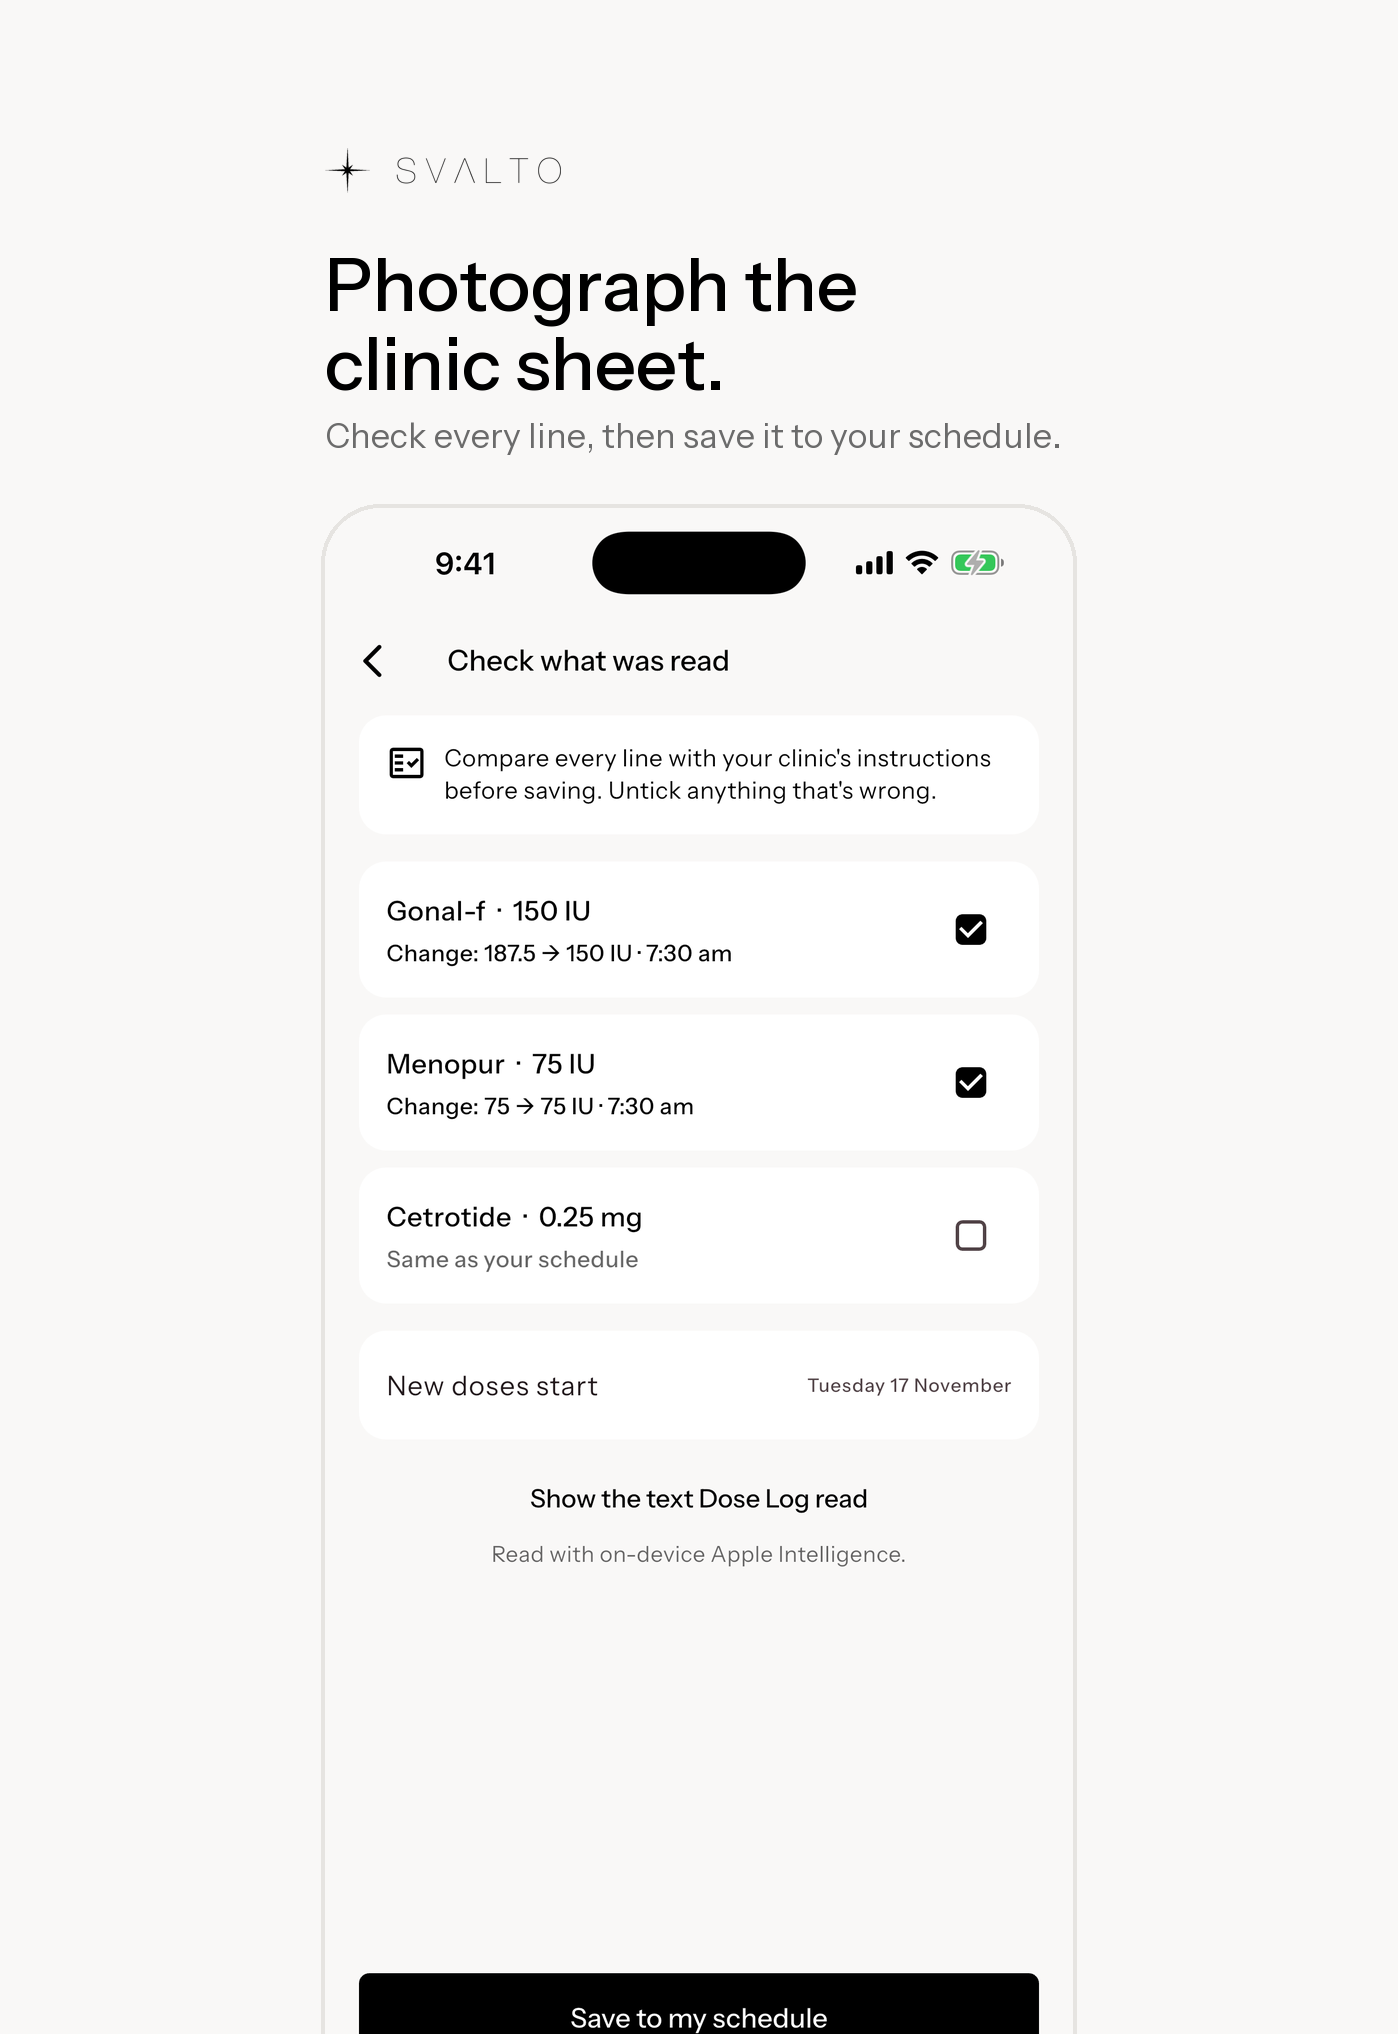 SVALTO
Photograph the
clinic sheet.
Check every line, then save it to your schedule.
9:41
Check what was read
Compare every line with your clinic's instructions
before saving. Untick anything that's wrong.
Gonal-f · 150 IU
Change: 187.5 → 150 IU · 7:30 am
Menopur · 75 IU
Change: 75 → 75 IU · 7:30 am
Cetrotide · 0.25 mg
Same as your schedule
New doses start
Tuesday 17 November
Show the text Dose Log read
Read with on-device Apple Intelligence.
Save to my schedule